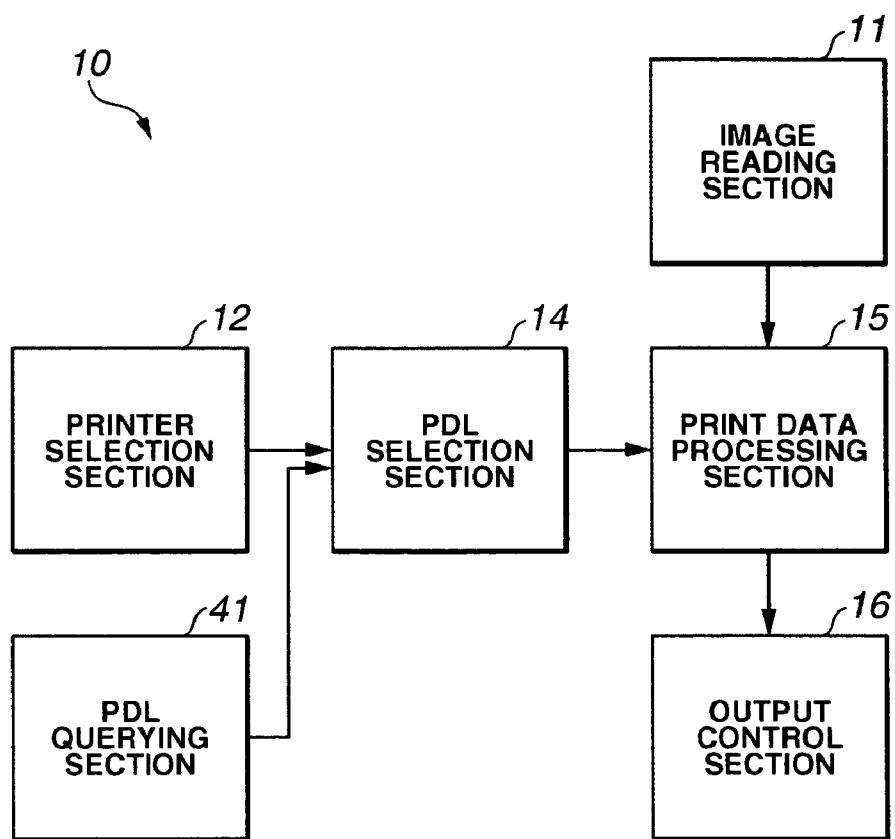 10
11
IMAGE
READING
SECTION
12
PRINTER
SELECTION
SECTION
14
PDL
SELECTION
SECTION
15
PRINT DATA
PROCESSING
SECTION
41
PDL
QUERYING
SECTION
16
OUTPUT
CONTROL
SECTION